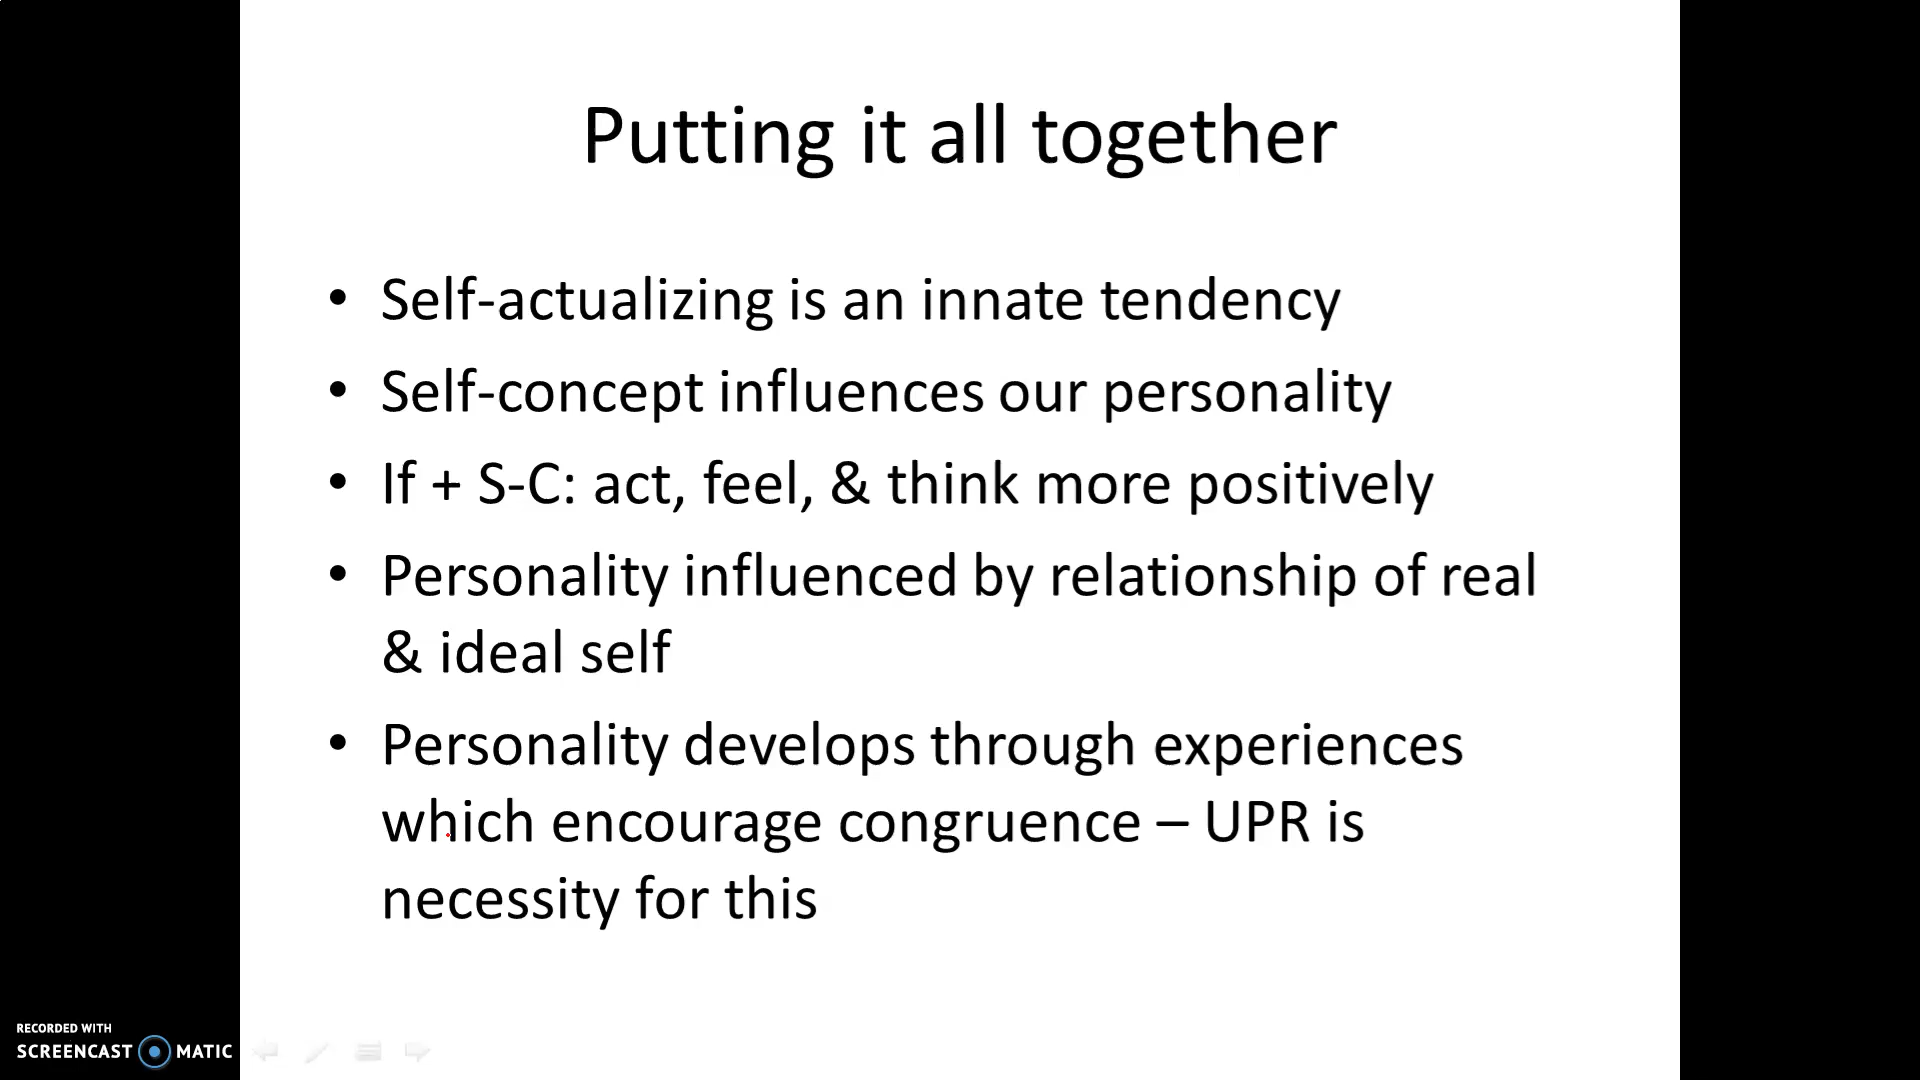 Putting it all together
• Self-actualizing is an innate tendency
• Self-concept influences our personality
• If + S-C: act, feel, & think more positively
• Personality influenced by relationship of real
& ideal self
• Personality develops through experiences
which encourage congruence – UPR is
necessity for this
RECORDED WITH
SCREENCAST MATIC